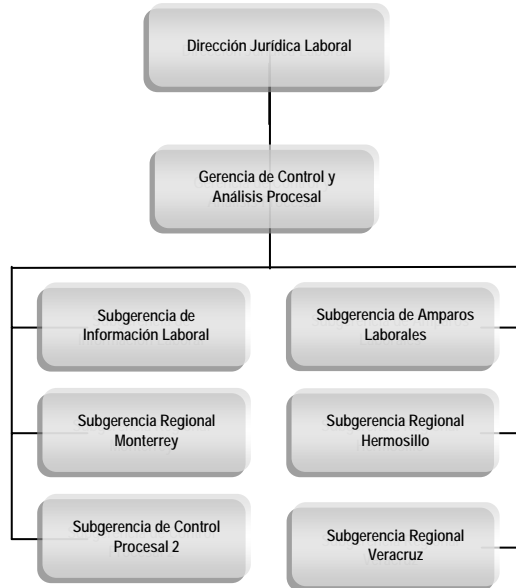 Dirección Jurídica Laboral
Gerencia de Control y
Análisis Procesal
Subgerencia de
Información Laboral
Subgerencia de Amparos
Laborales
Subgerencia Regional
Monterrey
Subgerencia Regional
Hermosillo
Subgerencia de Control
Procesal 2
Subgerencia Regional
Veracruz